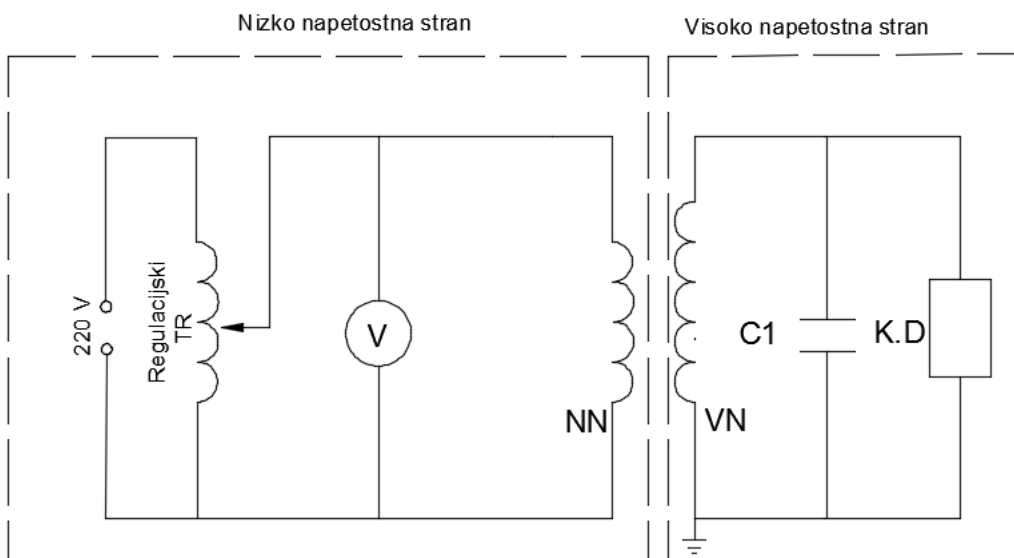 Nizko napetostna stran
Visoko napetostna stran
220 V
Regulacijski
TR
V
NN
VN
C1
K.D